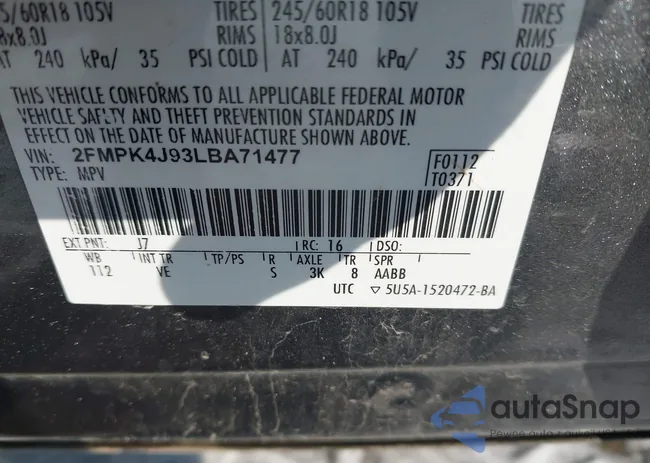 5/60R18 105V TIRES 245/60R18 105V TIRES
8x8.0J RIMS 18x8.0J RIMS
AT 240 kPa/ 35 PSI COLD AT 240 kPa/ 35 PSI COLD
THIS VEHICLE CONFORMS TO ALL APPLICABLE FEDERAL MOTOR
VEHICLE SAFETY AND THEFT PREVENTION STANDARDS IN
EFFECT ON THE DATE OF MANUFACTURE SHOWN ABOVE.
VIN: 2FMPK4J93LBA71477 F0112
TYPE: MPV T0371
EXT PNT: J7 RC: 16 DSO:
WB INT TR TP/PS R AXLE TR SPR
112 VE S 3K 8 AABB
UTC ▽ 5U5A-1520472-BA
autoSnap
Pewne auto w